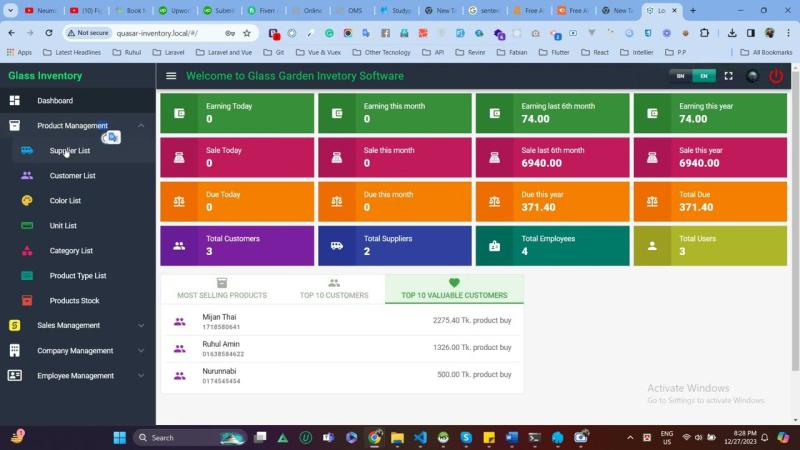 Neum
(10) Fi
Book f
Upwor
Submi
Fiverr
Online
OMS
Studyp
New T
senten
Free Al
Free Al
New T
Lo
Not secure
quasar-inventory.local/#/
Apps
Latest Headlines
Ruhul
Laravel
Laravel and Vue
Git
Vue & Vuex
Other Tecnology
API
Revinr
Fabian
Flutter
React
Intellier
P.P
All Bookmarks
Glass Inventory
Welcome to Glass Garden Invetory Software
BN
EN
Dashboard
Product Management
Supplier List
Customer List
Color List
Unit List
Category List
Product Type List
Products Stock
Sales Management
Company Management
Employee Management
Earning Today
0
Earning this month
0
Earning last 6th month
74.00
Earning this year
74.00
Sale Today
0
Sale this month
0
Sale last 6th month
6940.00
Sale this year
6940.00
Due Today
0
Due this month
0
Due this year
371.40
Total Due
371.40
Total Customers
3
Total Suppliers
2
Total Employees
4
Total Users
3
MOST SELLING PRODUCTS
TOP 10 CUSTOMERS
TOP 10 VALUABLE CUSTOMERS
Mijan Thai
1718580641
2275.40 Tk. product buy
Ruhul Amin
01638584622
1326.00 Tk. product buy
Nurunnabi
0174545454
500.00 Tk. product buy
Activate Windows
Go to Settings to activate Windows.
Search
ENG
US
8:28 PM
12/27/2023